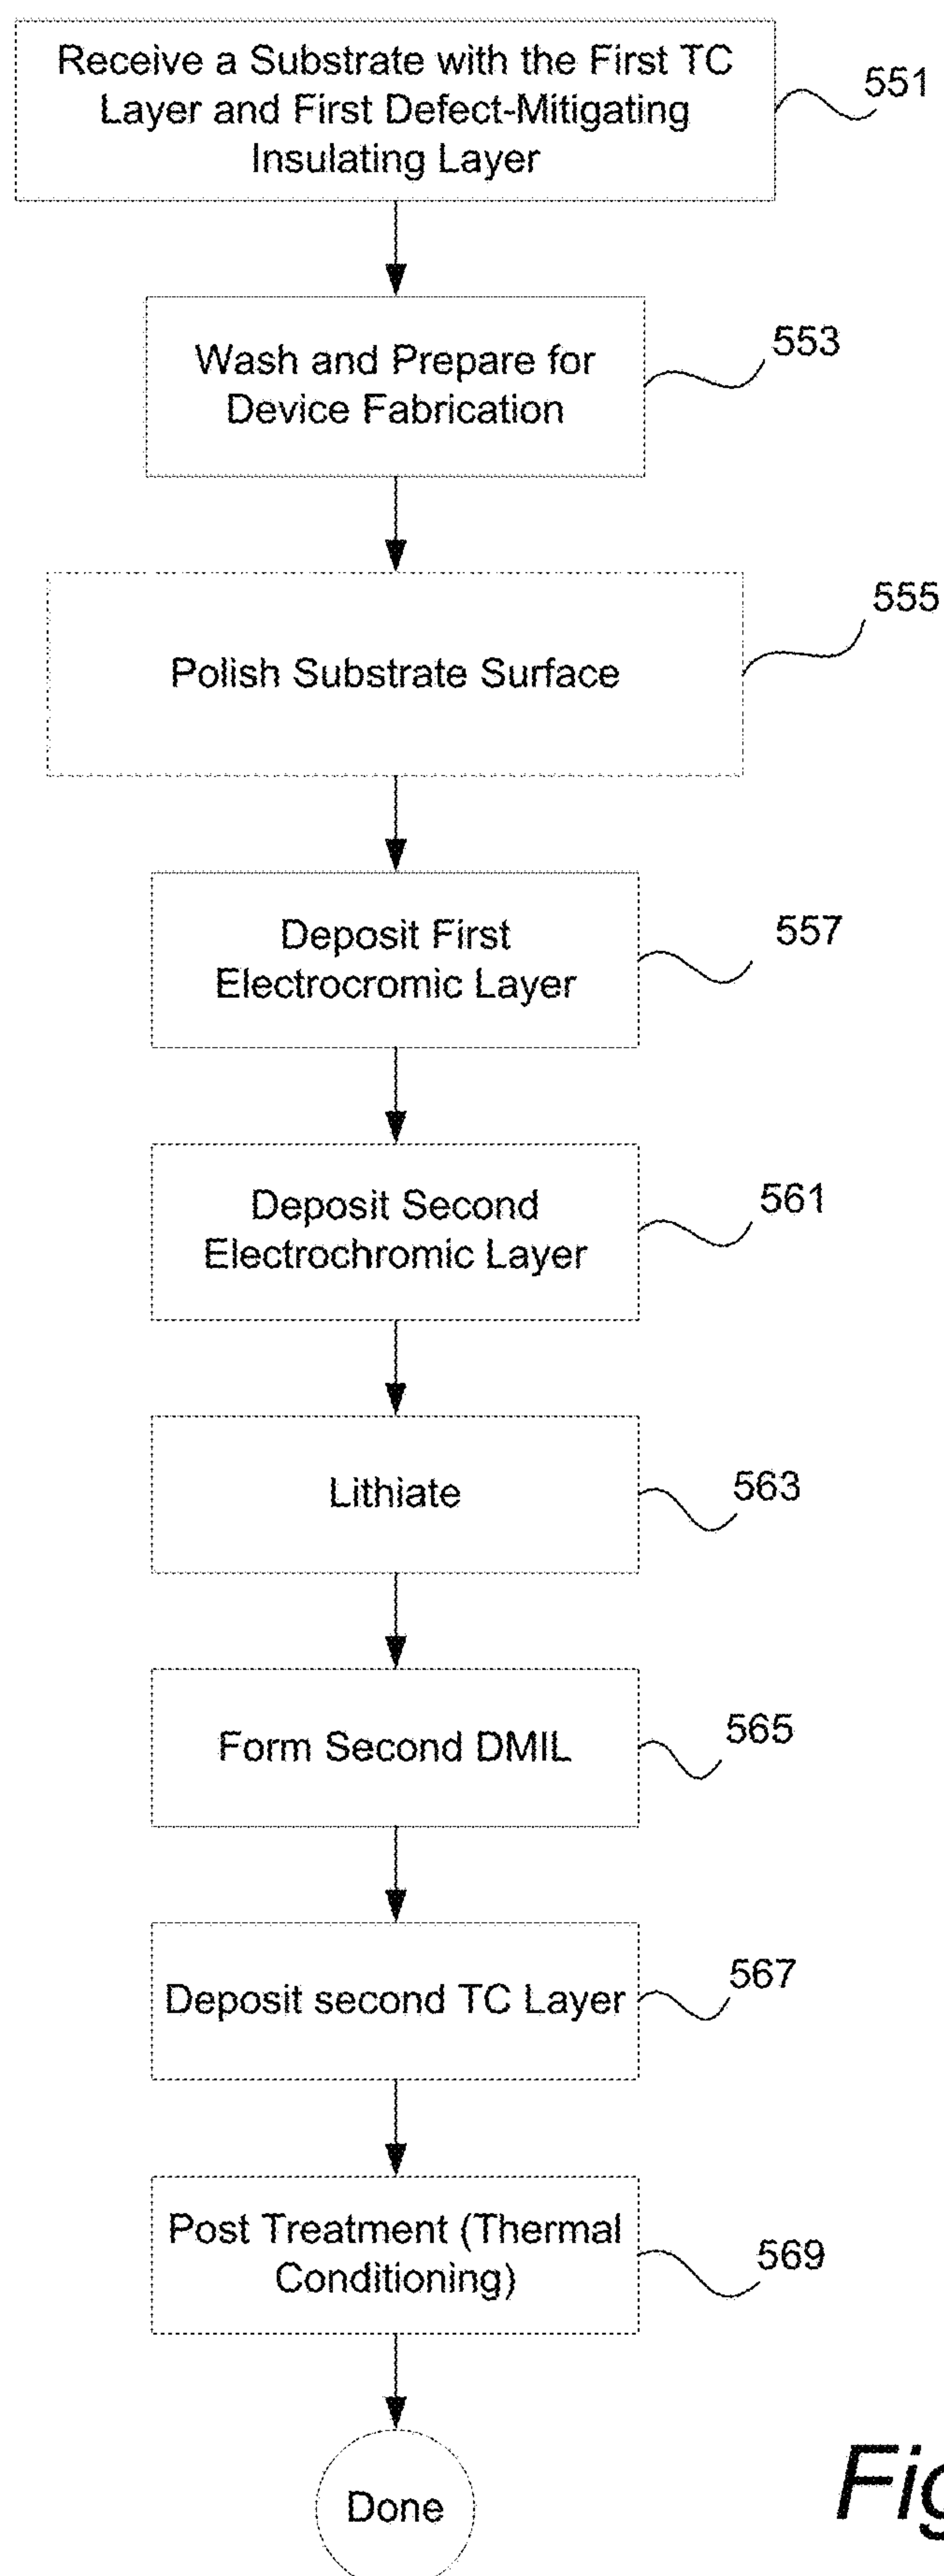 Receive a Substrate with the First TC
Layer and First Defect-Mitigating
Insulating Layer
551
Wash and Prepare for
Device Fabrication
553
Polish Substrate Surface
555
Deposit First
Electrocromic Layer
557
Deposit Second
Electrochromic Layer
561
Lithiate
563
Form Second DMIL
565
Deposit second TC Layer
567
Post Treatment (Thermal
Conditioning)
569
Done
Fig